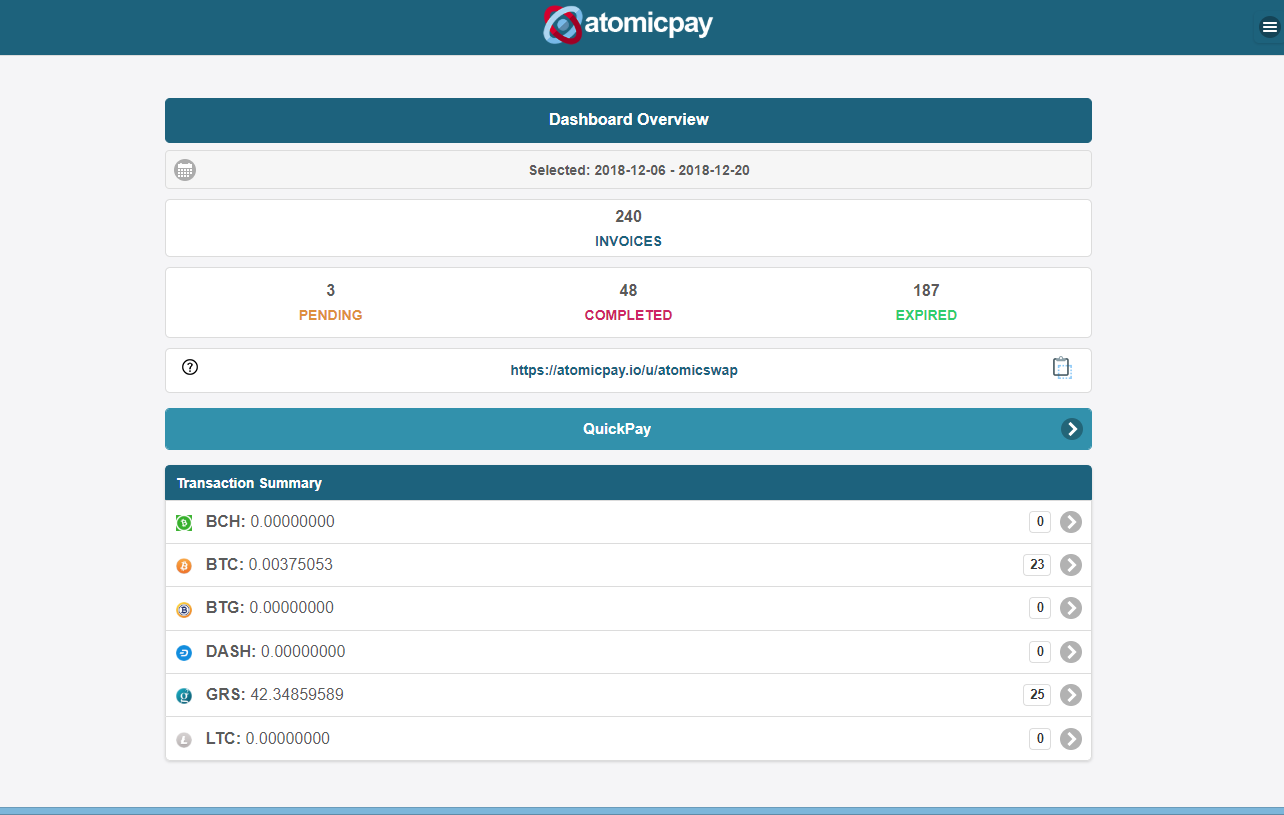 atomicpay
Dashboard Overview
Selected: 2018-12-06 - 2018-12-20
240
INVOICES
3 48 187
PENDING COMPLETED EXPIRED
https://atomicpay.io/u/atomicswap
QuickPay
Transaction Summary
BCH: 0.00000000 0
BTC: 0.00375053 23
BTG: 0.00000000 0
DASH: 0.00000000 0
GRS: 42.34859589 25
LTC: 0.00000000 0